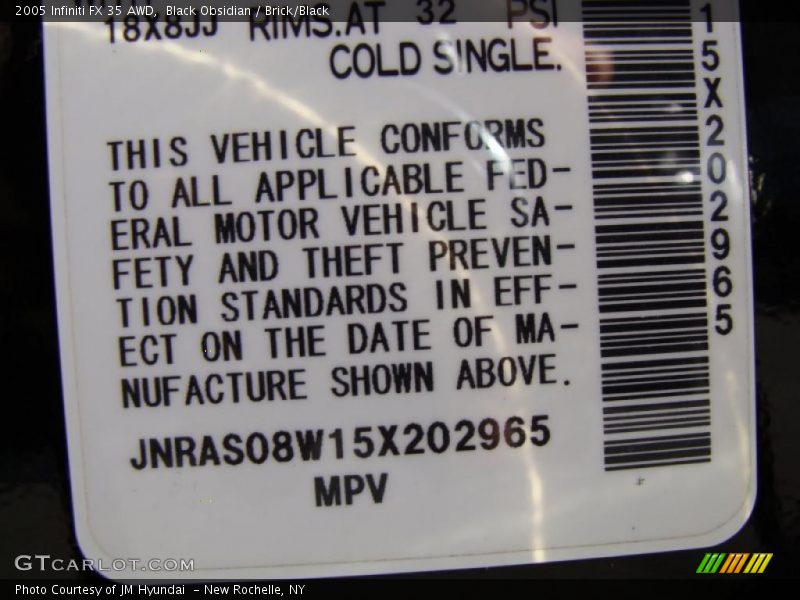 2005 Infiniti FX 35 AWD, Black Obsidian / Brick/Black
18X8JJ RIMS.AT 32 PSI
COLD SINGLE.
THIS VEHICLE CONFORMS
TO ALL APPLICABLE FED-
ERAL MOTOR VEHICLE SA-
FETY AND THEFT PREVEN-
TION STANDARDS IN EFF-
ECT ON THE DATE OF MA-
NUFACTURE SHOWN ABOVE.
JNRAS08W15X202965
MPV
15X202965
GTCARLOT.COM
Photo Courtesy of JM Hyundai - New Rochelle, NY